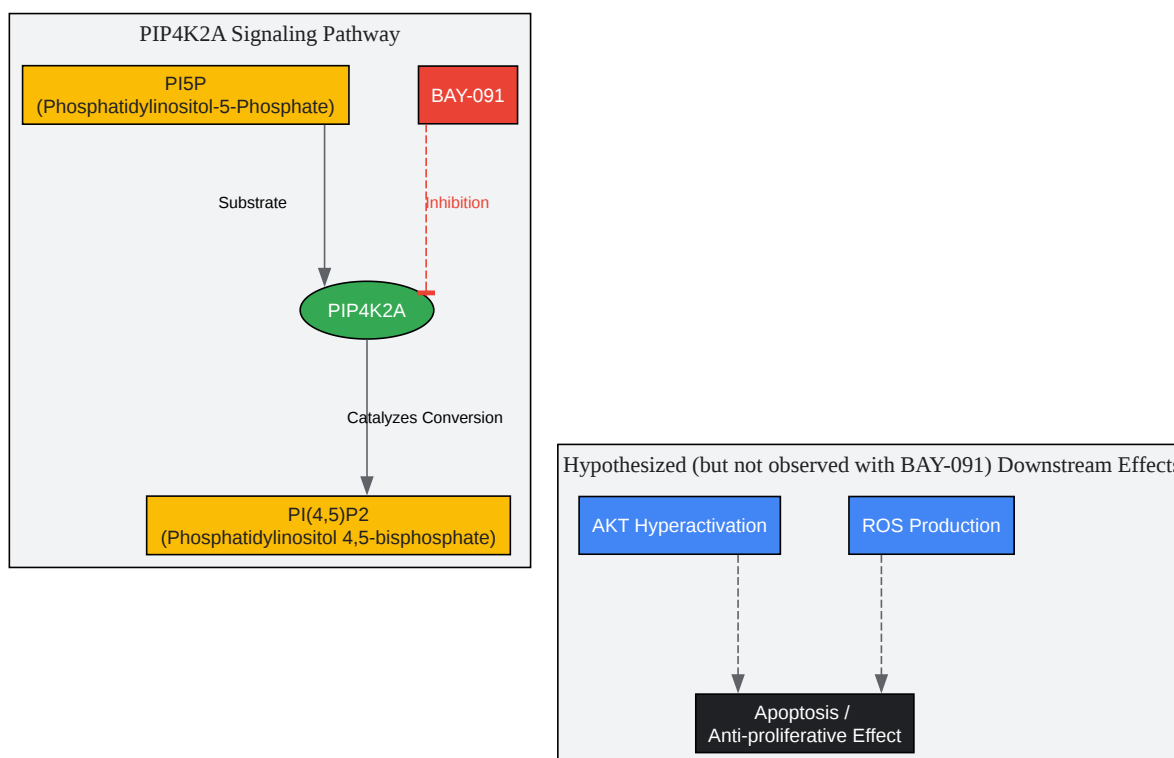 PIP4K2A Signaling Pathway
PI5P
(Phosphatidylinositol-5-Phosphate)
BAY-091
Substrate
Inhibition
PIP4K2A
Catalyzes Conversion
PI(4,5)P2
(Phosphatidylinositol 4,5-bisphosphate)
Hypothesized (but not observed with BAY-091) Downstream Effects
AKT Hyperactivation
ROS Production
Apoptosis /
Anti-proliferative Effect